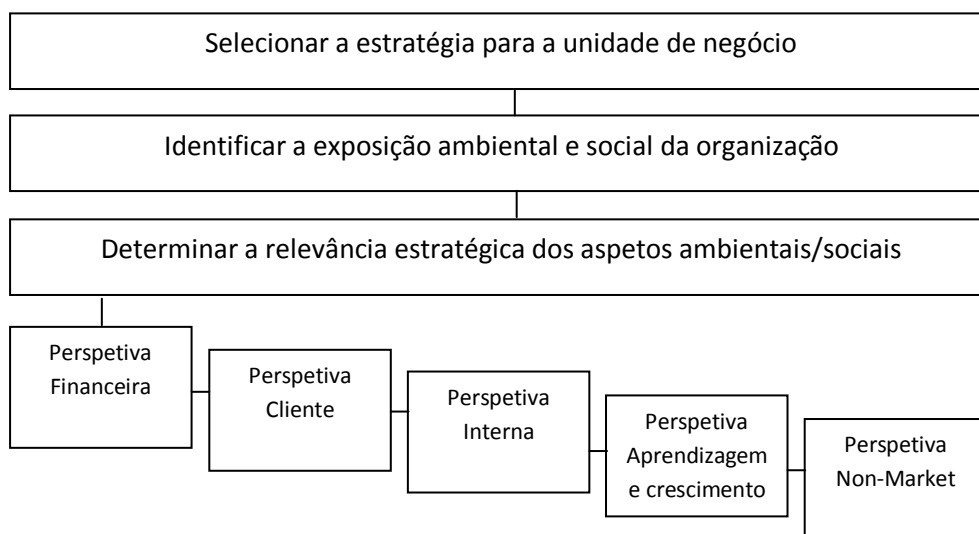 Selecionar a estratégia para a unidade de negócio
Identificar a exposição ambiental e social da organização
Determinar a relevância estratégica dos aspetos ambientais/sociais
Perspetiva
Financeira
Perspetiva
Cliente
Perspetiva
Interna
Perspetiva
Aprendizagem
e crescimento
Perspetiva
Non-Market